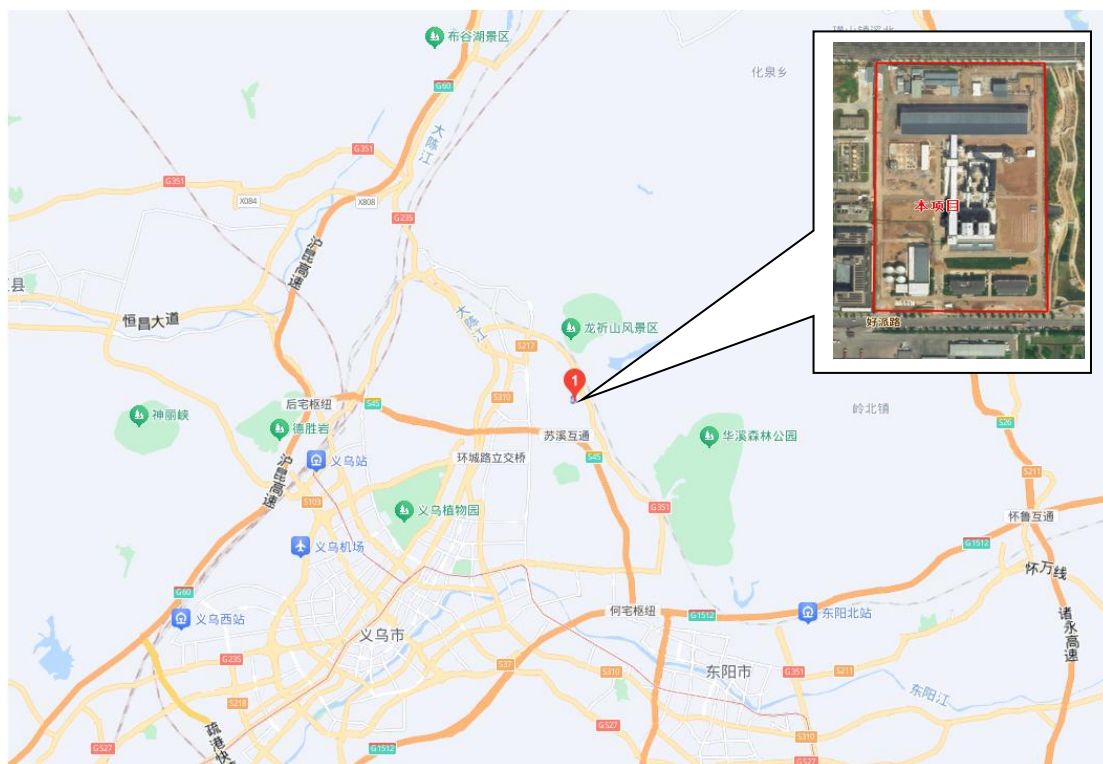 布谷湖景区
化泉乡
G60
大陈江
G351
G351
X084
X808
G235
沪昆高速
江县
恒昌大道
大陈江
龙祈山风景区
S217
1
本项目
好派路
后宅枢纽
S45
S310
岭北镇
神丽峡
德胜岩
苏溪互通
华溪森林公园
S26
义乌站
环城路立交桥
S45
S211
沪昆高速
S103
义乌植物园
G351
怀鲁互通
义乌机场
G1512
怀万线
G60
义乌西站
何宅枢纽
G1512
东阳北站
诸永高速
义乌市
G235
S37
S310
东阳市
G351
S211
S218
东阳江
疏港快
G527
G527
G527
G1512
S310